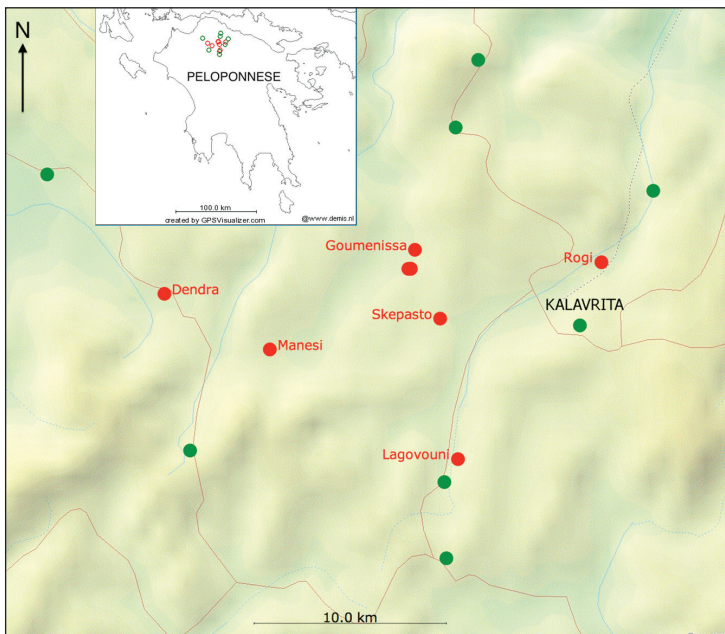 N
PELOPONNESE
100.0 km
created by GPSVisualizer.com
@www.demis.nl
Goumenissa
Rogi
Dendra
KALAVRITA
Skepasto
Manesi
Lagovouni
10.0 km